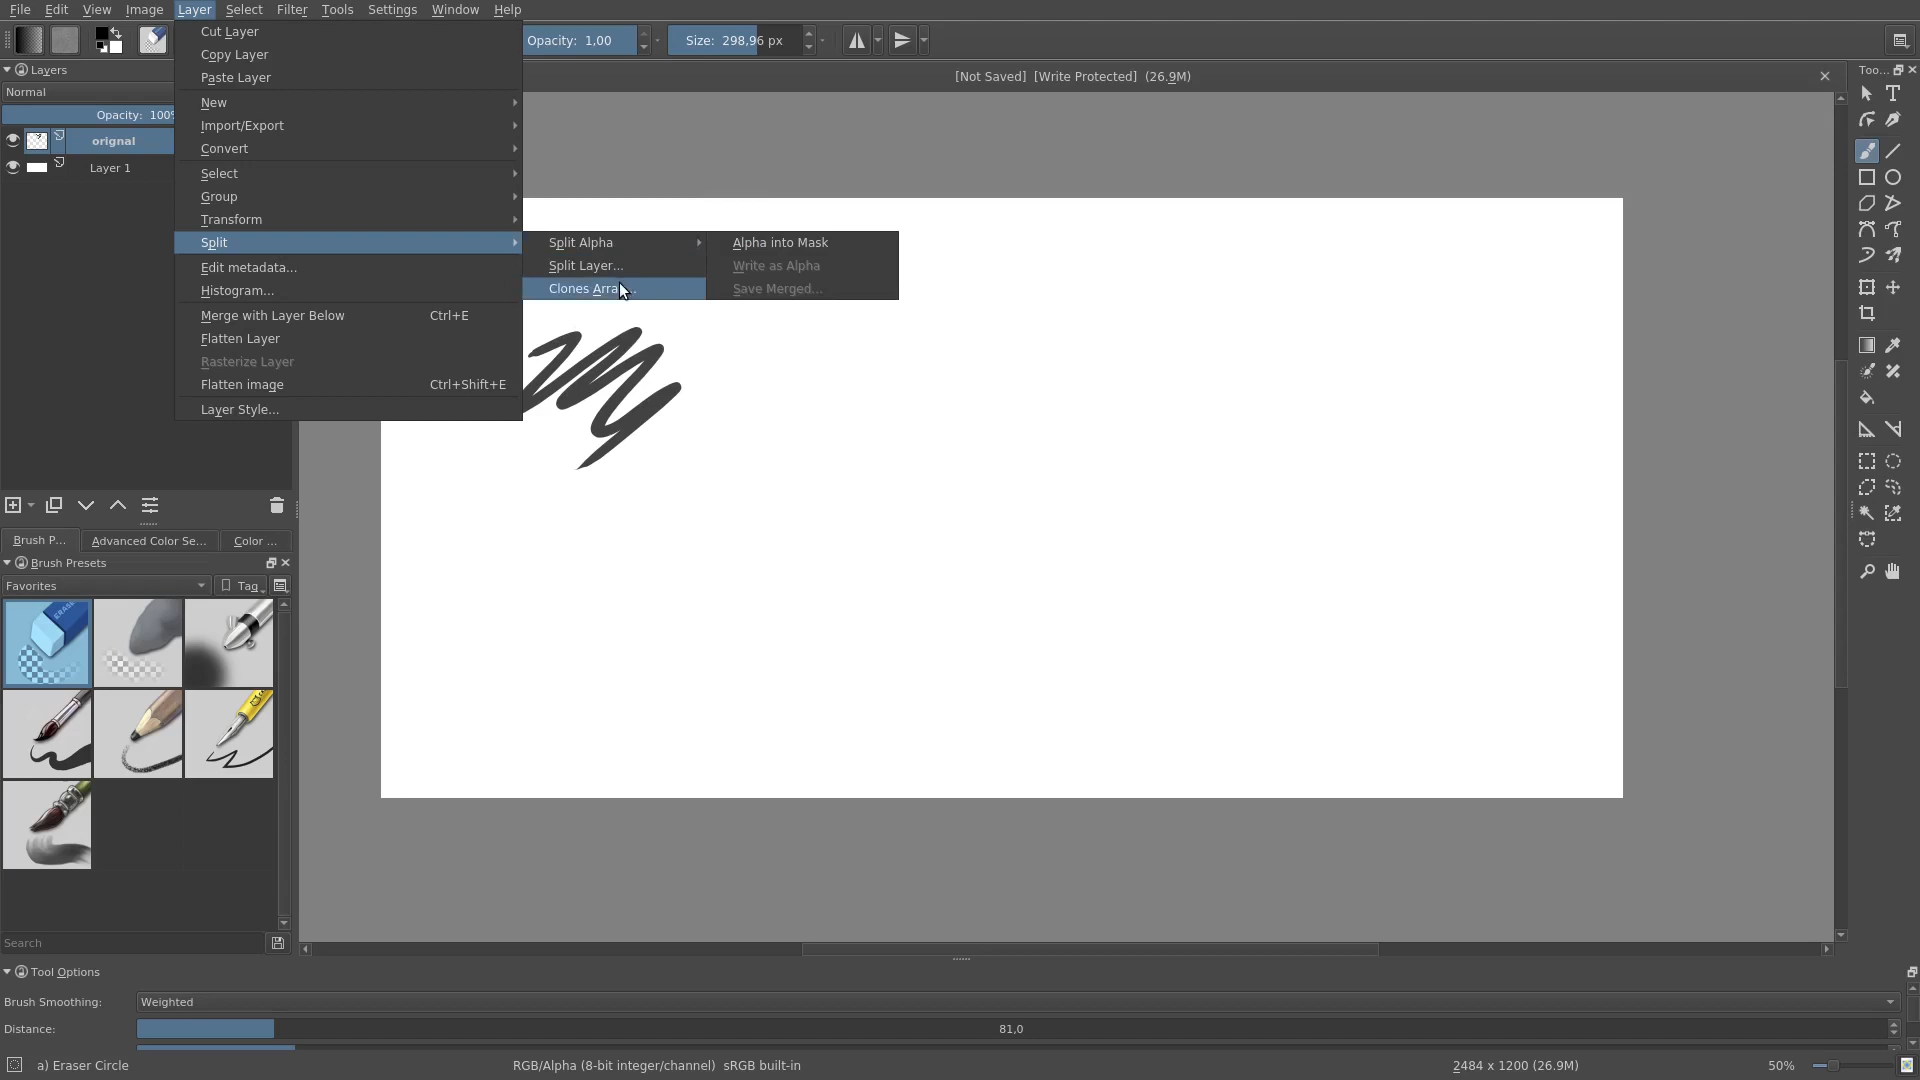 File Edit View Image Layer Select Filter Tools Settings Window Help
Opacity: 1,00 Size: 298,96 px
[Not Saved] [Write Protected] (26.9M)
Layers
Normal
Opacity: 100%
orignal
Layer 1
Cut Layer
Copy Layer
Paste Layer
New
Import/Export
Convert
Select
Group
Transform
Split
Edit metadata...
Histogram...
Merge with Layer Below Ctrl+E
Flatten Layer
Rasterize Layer
Flatten image Ctrl+Shift+E
Layer Style...
Split Alpha
Split Layer...
Clones
Alpha into Mask
Write as Alpha
Save Merged...
Too...
T
Brush P... Advanced Color Se... Color ...
Brush Presets
Favorites Tag
ERASE
Search
Tool Options
Brush Smoothing: Weighted
Distance: 81,0
a) Eraser Circle RGB/Alpha (8-bit integer/channel) sRGB built-in 2484 x 1200 (26.9M) 50%